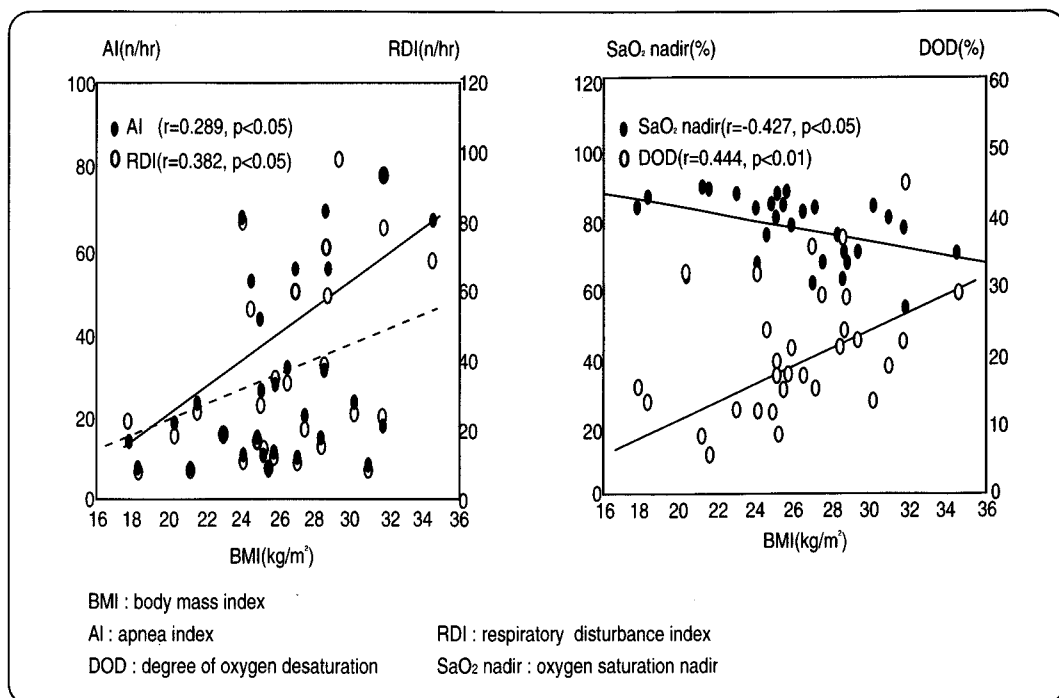 AI(n/hr) RDI(n/hr)
100 120
AI (r=0.289, p<0.05)
RDI(r=0.382, p<0.05)
80 100
60 80
40 60
20 40
0 20
0
16 18 20 22 24 26 28 30 32 34 36
BMI(kg/m²)
SaO₂ nadir(%) DOD(%)
120 60
SaO₂ nadir(r=-0.427, p<0.05)
DOD(r=0.444, p<0.01)
100 50
80 40
60 30
40 20
20 10
0 0
16 18 20 22 24 26 28 30 32 34 36
BMI(kg/m²)
BMI : body mass index
AI : apnea index RDI : respiratory disturbance index
DOD : degree of oxygen desaturation SaO₂ nadir : oxygen saturation nadir